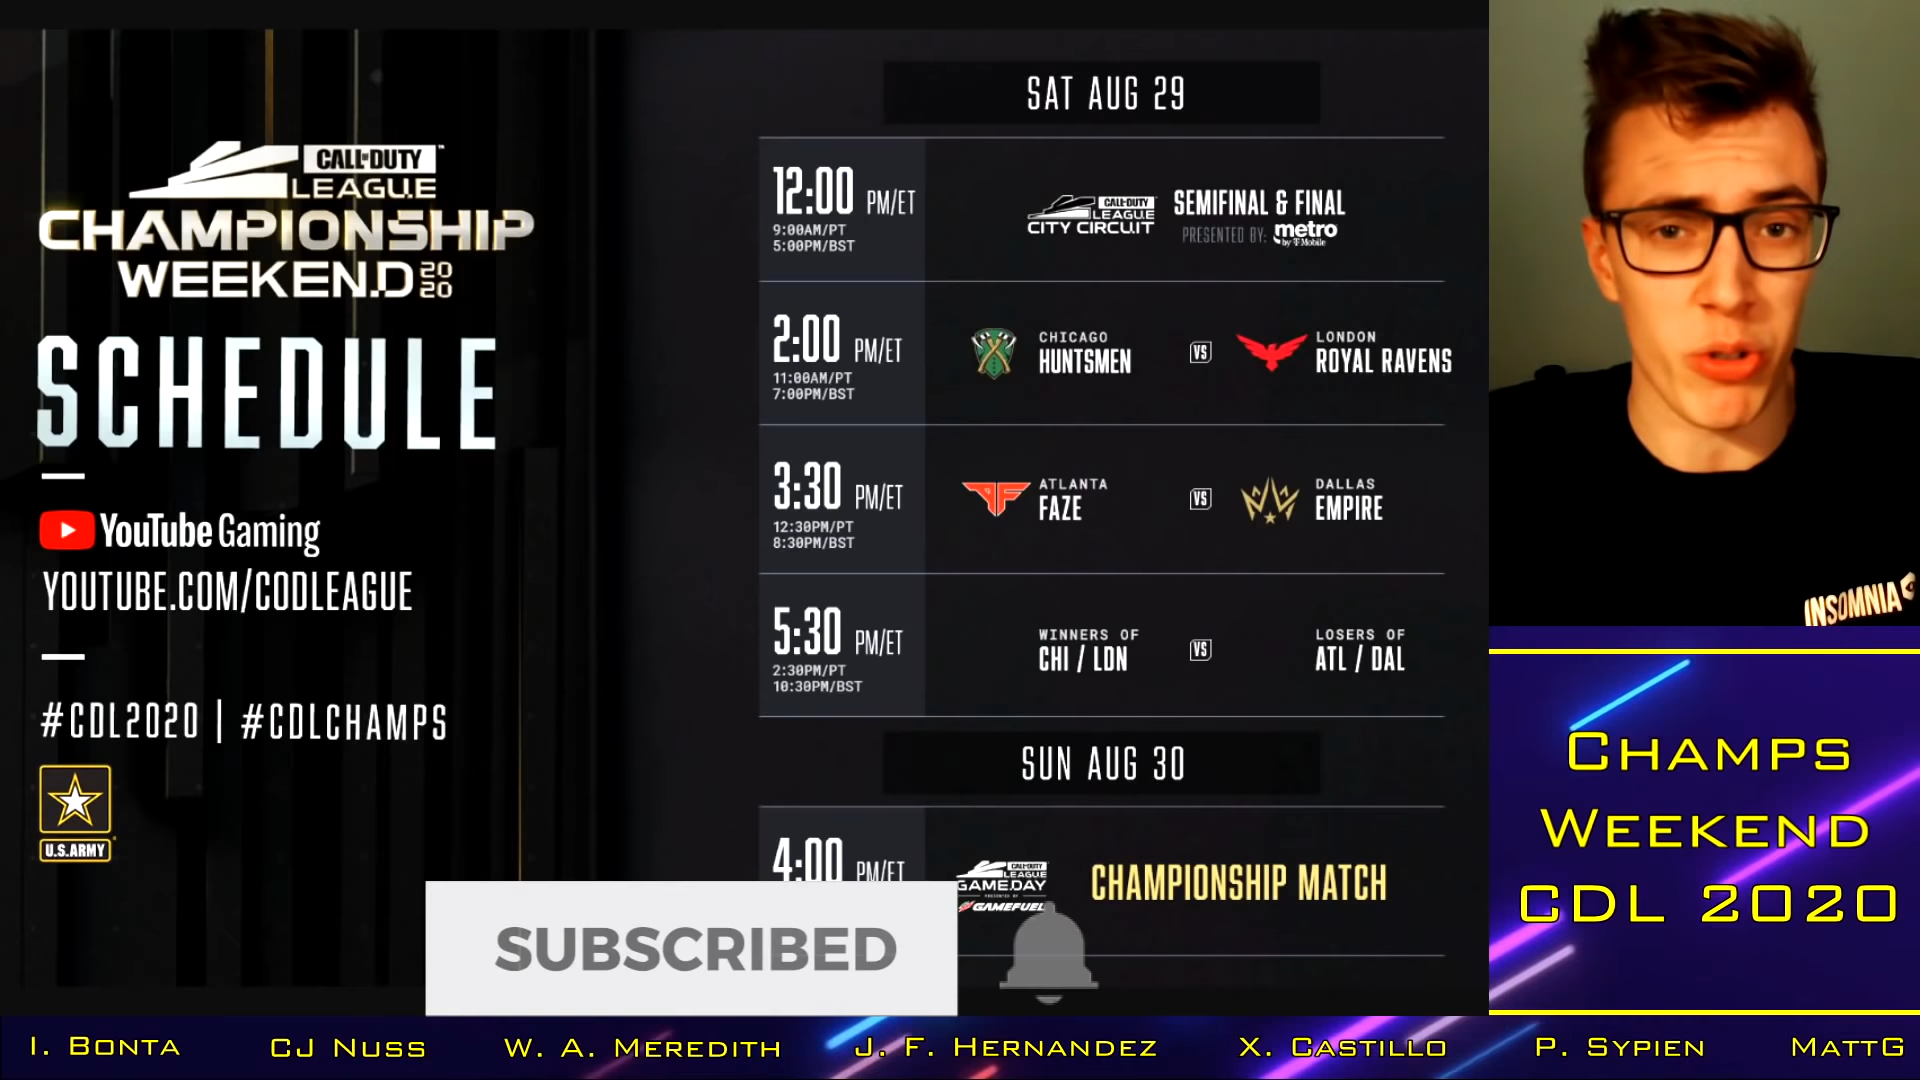 CALL OF DUTY
LEAGUE
CHAMPIONSHIP
WEEKEND 2020
SCHEDULE
YouTube Gaming
YOUTUBE.COM/CODLEAGUE
#CDL2020 | #CDLCHAMPS
U.S.ARMY
SAT AUG 29
12:00 PM/ET
9:00AM/PT
5:00PM/BST
CALL OF DUTY
LEAGUE
CITY CIRCUIT
SEMIFINAL & FINAL
PRESENTED BY: metro
by T Mobile
2:00 PM/ET
11:00AM/PT
7:00PM/BST
CHICAGO
HUNTSMEN
VS
LONDON
ROYAL RAVENS
3:30 PM/ET
12:30PM/PT
8:30PM/BST
ATLANTA
FAZE
VS
DALLAS
EMPIRE
5:30 PM/ET
2:30PM/PT
10:30PM/BST
WINNERS OF
CHI / LDN
VS
LOSERS OF
ATL / DAL
SUN AUG 30
4:00 PM/ET
CALL OF DUTY
LEAGUE
GAMEDAY
PRESENTED BY
GAMEFUEL
CHAMPIONSHIP MATCH
SUBSCRIBED
INSOMNIA
CHAMPS
WEEKEND
CDL 2020
I. BONTA CJ NUSS W. A. MEREDITH J. F. HERNANDEZ X. CASTILLO P. SYPIEN MATTG